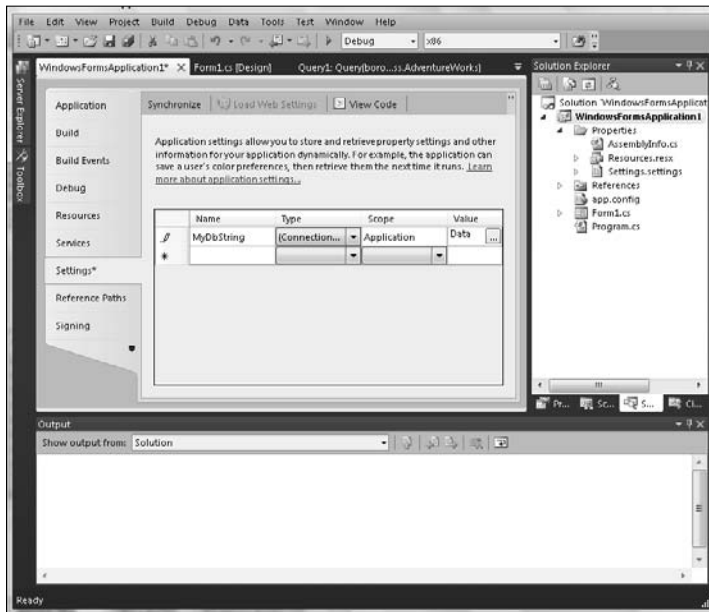 File Edit View Project Build Debug Data Tools Test Window Help
Debug x86
WindowsFormsApplication1* Form1.cs [Design] Query1: Query(boro...ss.AdventureWorks)
Solution Explorer
Server Explorer
Toolbox
Application
Build
Build Events
Debug
Resources
Services
Settings*
Reference Paths
Signing
Synchronize Load Web Settings View Code
Application settings allow you to store and retrieve property settings and other
information for your application dynamically. For example, the application can
save a user's color preferences, then retrieve them the next time it runs. Learn
more about application settings...
Name Type Scope Value
MyDbString (Connection... Application Data ...
Solution 'WindowsFormsApplicat
WindowsFormsApplication1
Properties
AssemblyInfo.cs
Resources.resx
Settings.settings
References
app.config
Form1.cs
Program.cs
Pr... Sc... S... Cl...
Output
Show output from: Solution
Ready